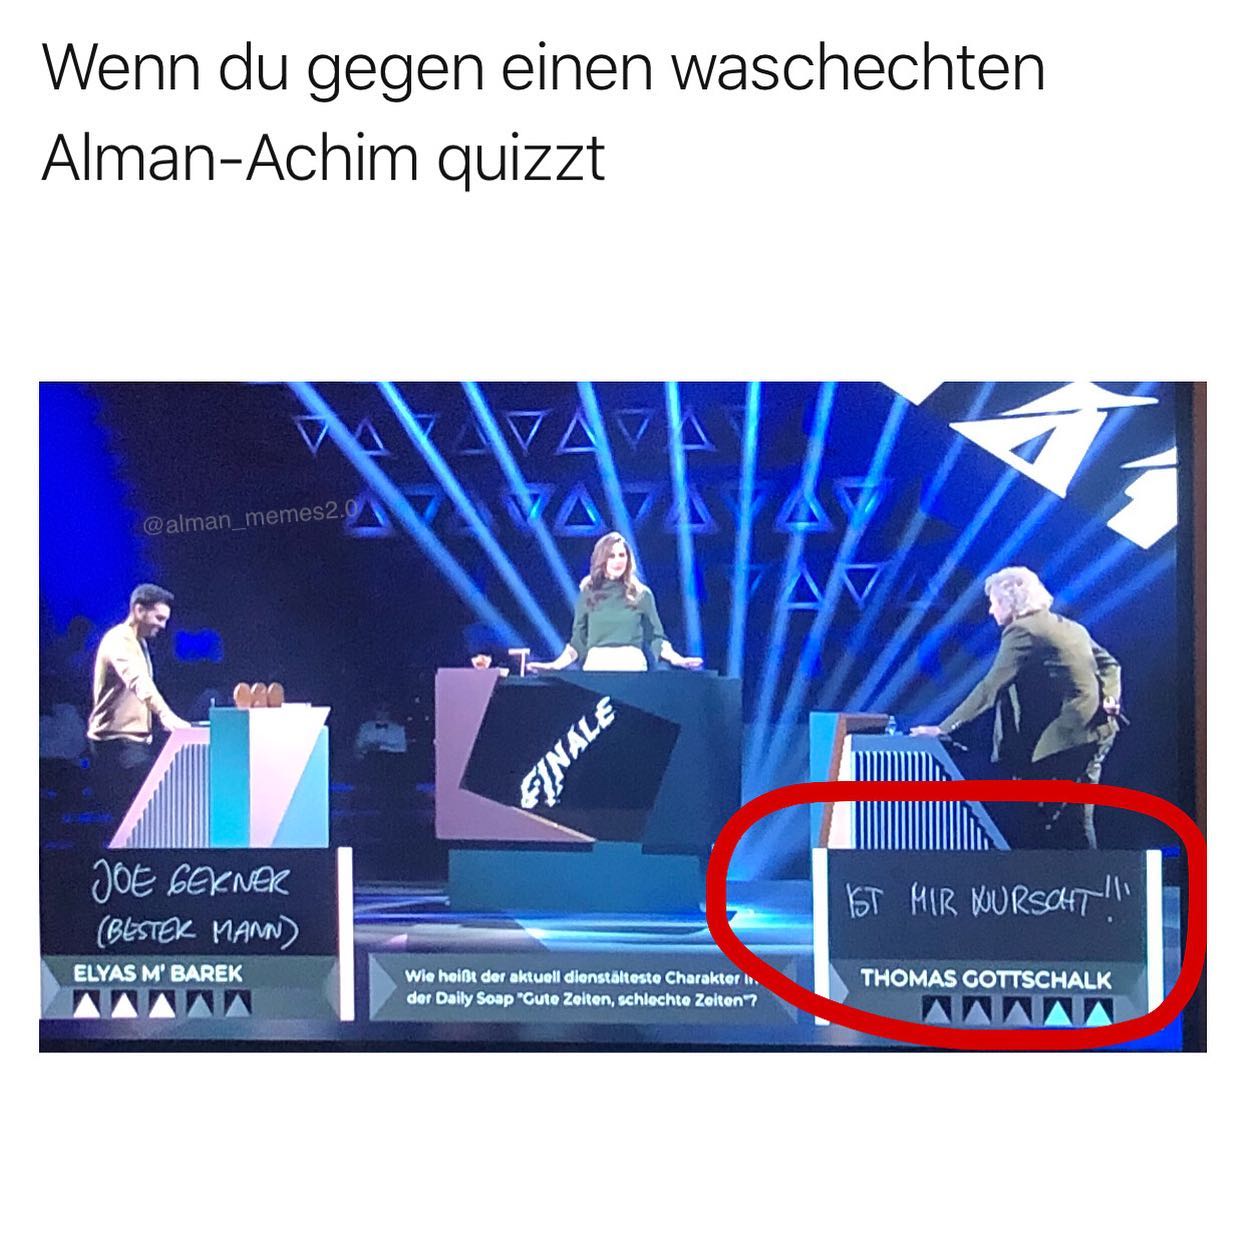 Wenn du gegen einen waschechten
Alman-Achim quizzt
@alman_memes2.0
FINALE
JOE GERNER
(BESTER MANN)
ELYAS M' BAREK
Wie heißt der aktuell dienstälteste Charakter in
der Daily Soap "Gute Zeiten, schlechte Zeiten"?
IST MIR WURSCHT!!!
THOMAS GOTTSCHALK